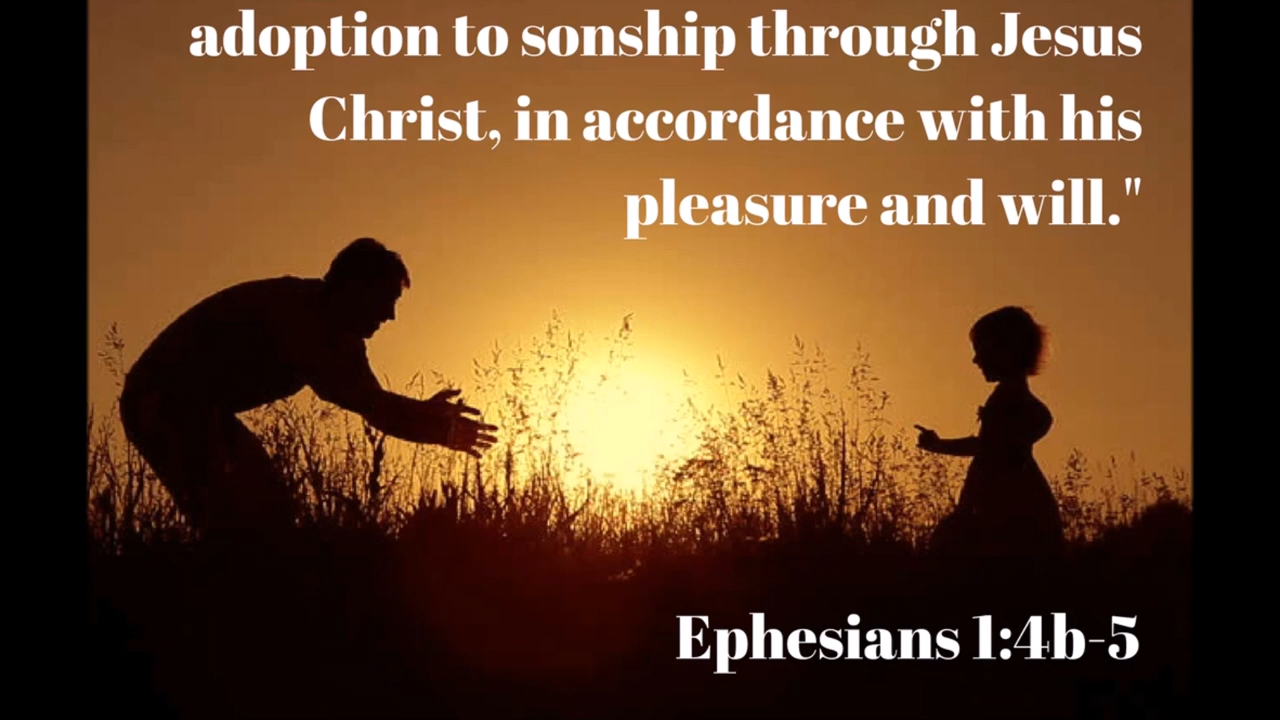 adoption to sonship through Jesus
Christ, in accordance with his
pleasure and will."
Ephesians 1:4b-5